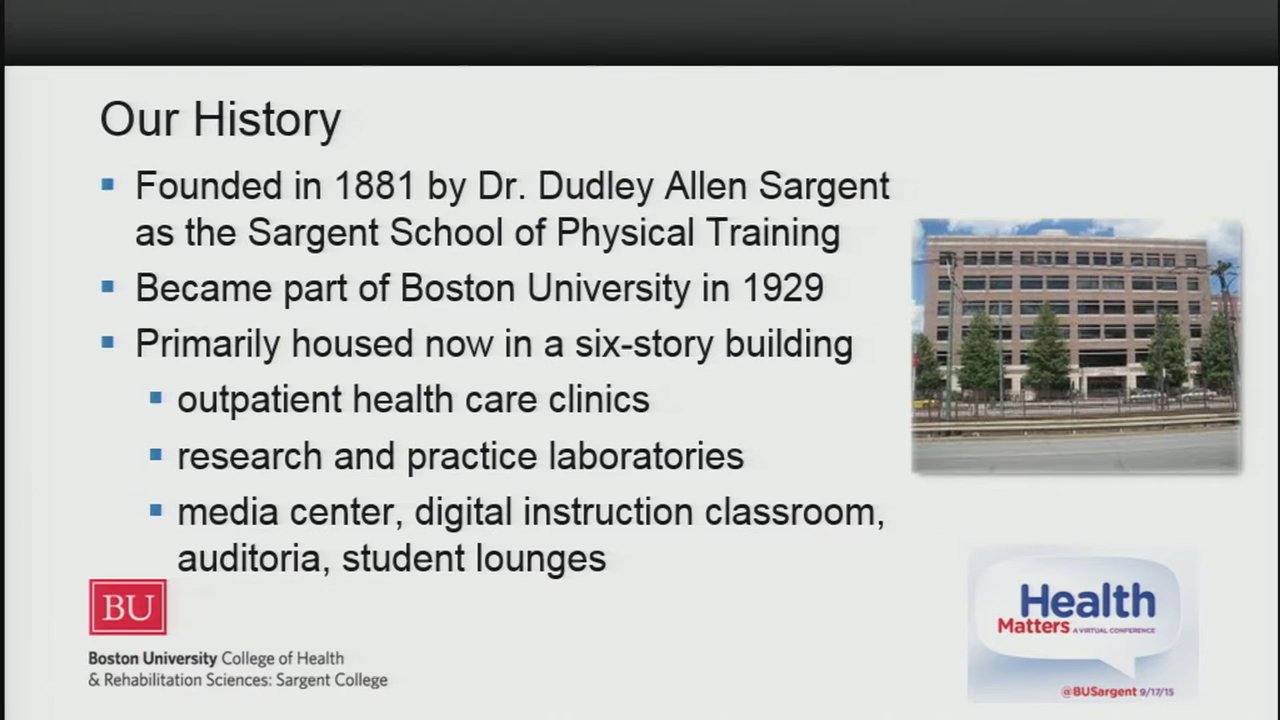 Our History
Founded in 1881 by Dr. Dudley Allen Sargent
as the Sargent School of Physical Training
Became part of Boston University in 1929
Primarily housed now in a six-story building
outpatient health care clinics
research and practice laboratories
media center, digital instruction classroom,
auditoria, student lounges
BU
Boston University College of Health
& Rehabilitation Sciences: Sargent College
Health
Matters A VIRTUAL CONFERENCE
@BUSargent 9/17/15